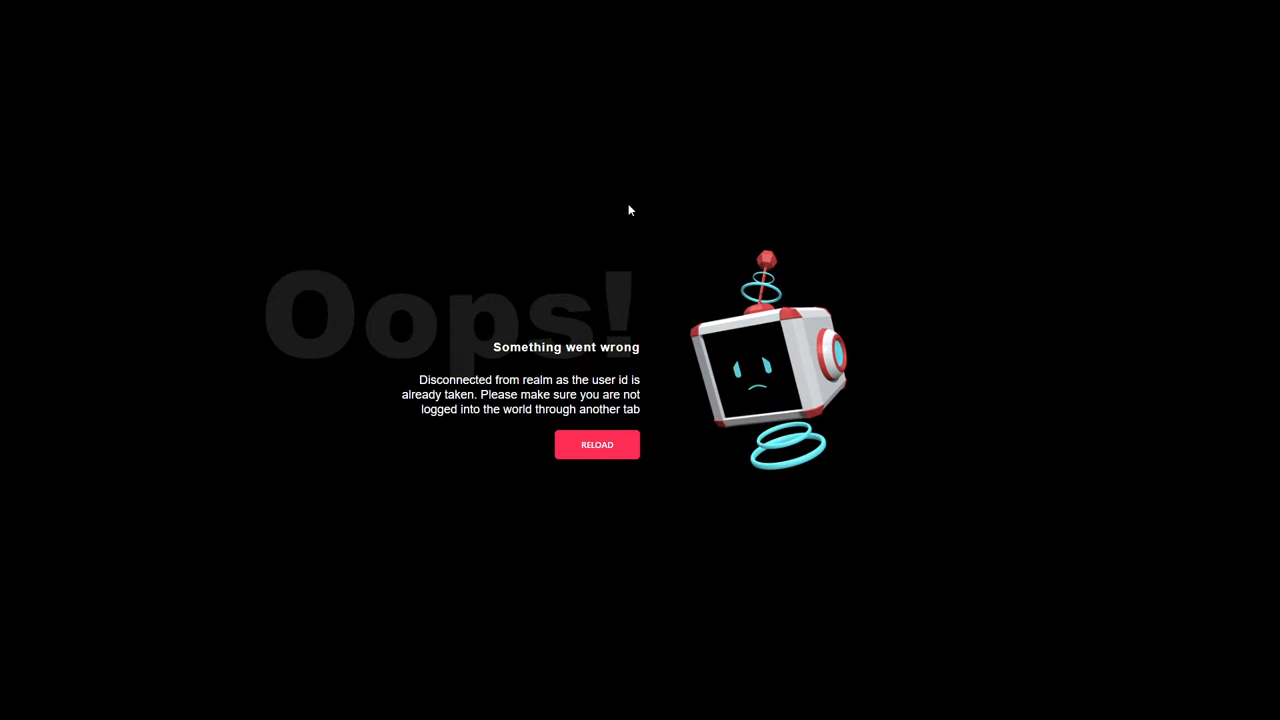 Oops!
Something went wrong
Disconnected from realm as the user id is
already taken. Please make sure you are not
logged into the world through another tab
RELOAD